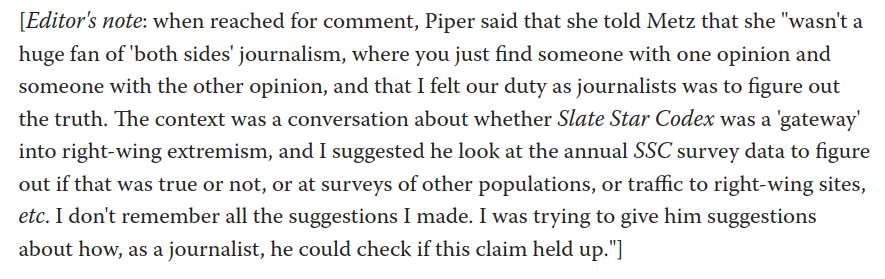 [Editor's note: when reached for comment, Piper said that she told Metz that she "wasn't a
huge fan of 'both sides' journalism, where you just find someone with one opinion and
someone with the other opinion, and that I felt our duty as journalists was to figure out
the truth. The context was a conversation about whether Slate Star Codex was a 'gateway'
into right-wing extremism, and I suggested he look at the annual SSC survey data to figure
out if that was true or not, or at surveys of other populations, or traffic to right-wing sites,
etc. I don't remember all the suggestions I made. I was trying to give him suggestions
about how, as a journalist, he could check if this claim held up."]